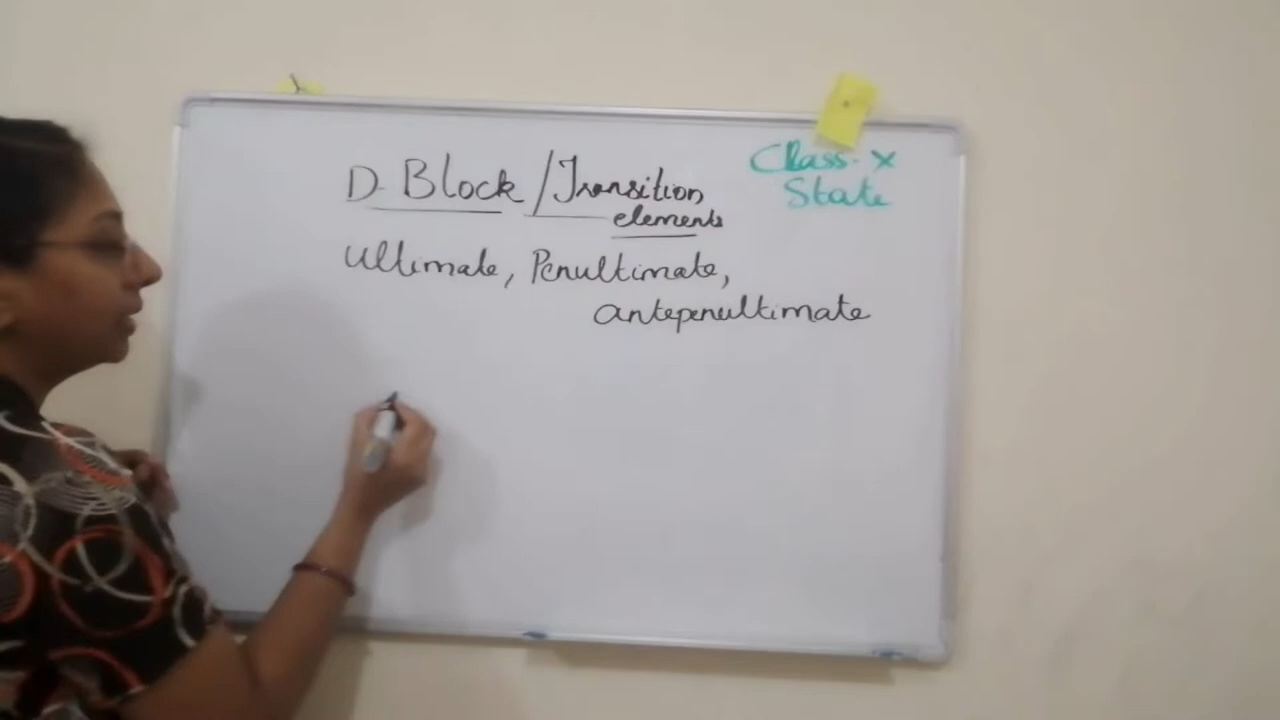 D-Block/Transition
elements
Class-X
State
Ultimate, Penultimate,
antepenultimate